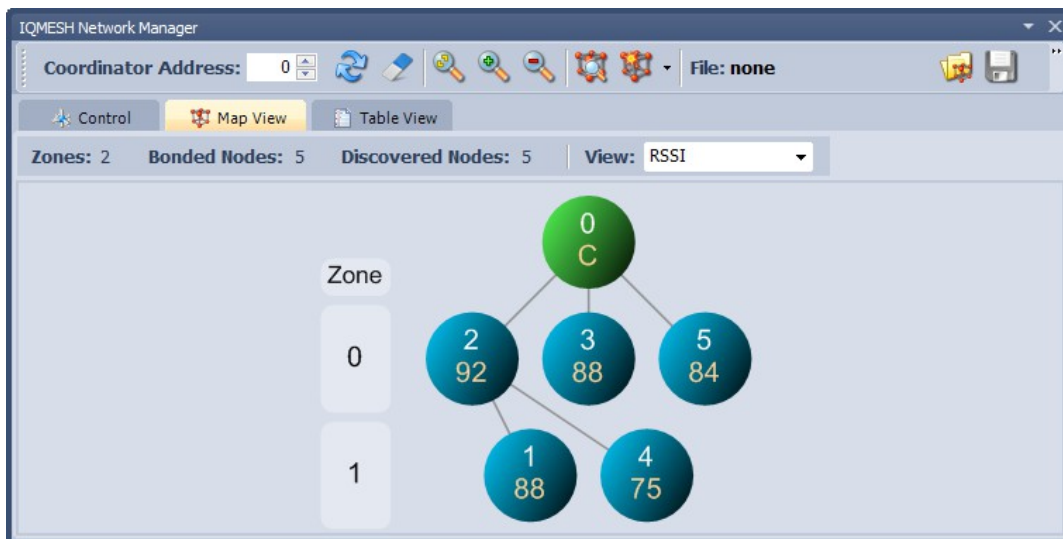 IQMESH Network Manager
Coordinator Address: 0 File: none
Control Map View Table View
Zones: 2 Bonded Nodes: 5 Discovered Nodes: 5 View: RSSI
0
C
Zone
0
2
92
3
88
5
84
1
1
88
4
75